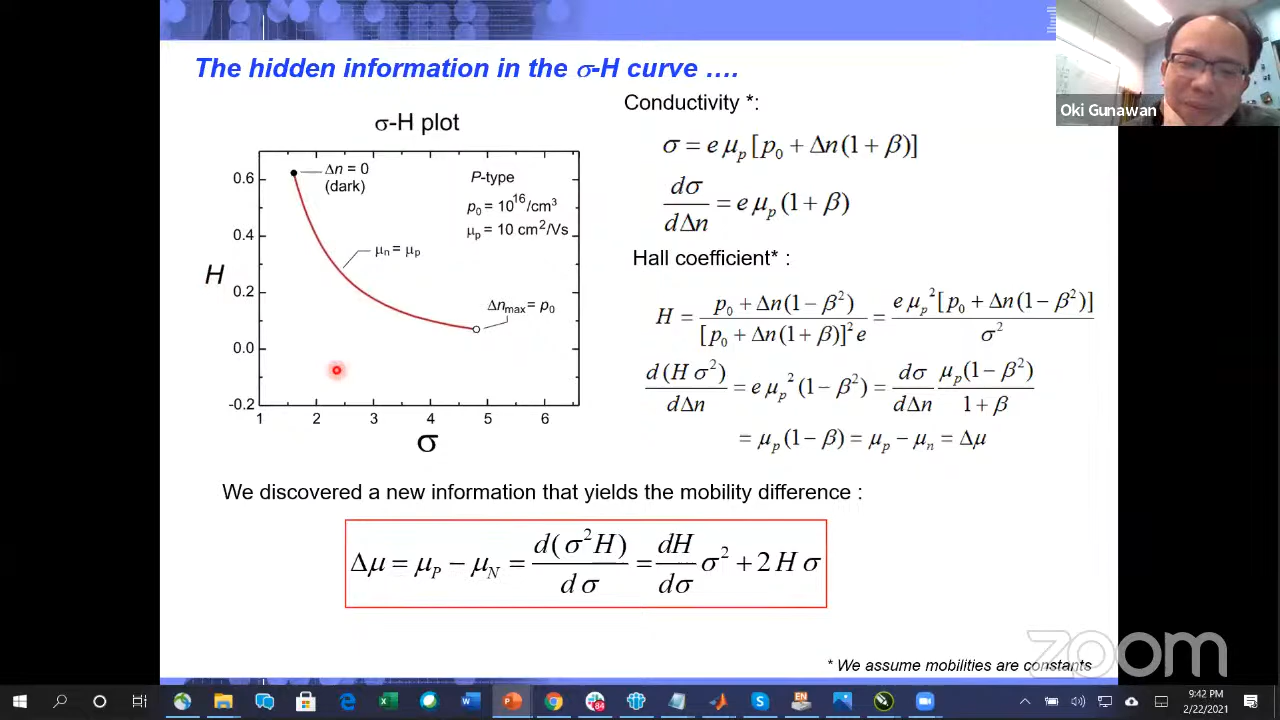 The hidden information in the σ-H curve ….
Oki Gunawan
σ-H plot
0.6
0.4
0.2
0.0
-0.2
H
1 2 3 4 5 6
σ
Δn = 0
(dark)
P-type
p₀ = 10¹⁶/cm³
μₚ = 10 cm²/Vs
μₙ = μₚ
Δn_max = p₀
Conductivity *:
σ = e μₚ [p₀ + Δn(1 + β)]
dσ/dΔn = e μₚ (1 + β)
Hall coefficient* :
H = (p₀ + Δn(1 − β²)) / ([p₀ + Δn(1 + β)]² e) = (e μₚ² [p₀ + Δn(1 − β²)]) / σ²
d(H σ²)/dΔn = e μₚ² (1 − β²) = dσ/dΔn μₚ(1 − β²)/(1 + β)
= μₚ(1 − β) = μₚ − μₙ = Δμ
We discovered a new information that yields the mobility difference :
Δμ = μ_P − μ_N = d(σ²H)/dσ = dH/dσ σ² + 2 H σ
* We assume mobilities are constants
zoom
9:42 PM
2/22/2021